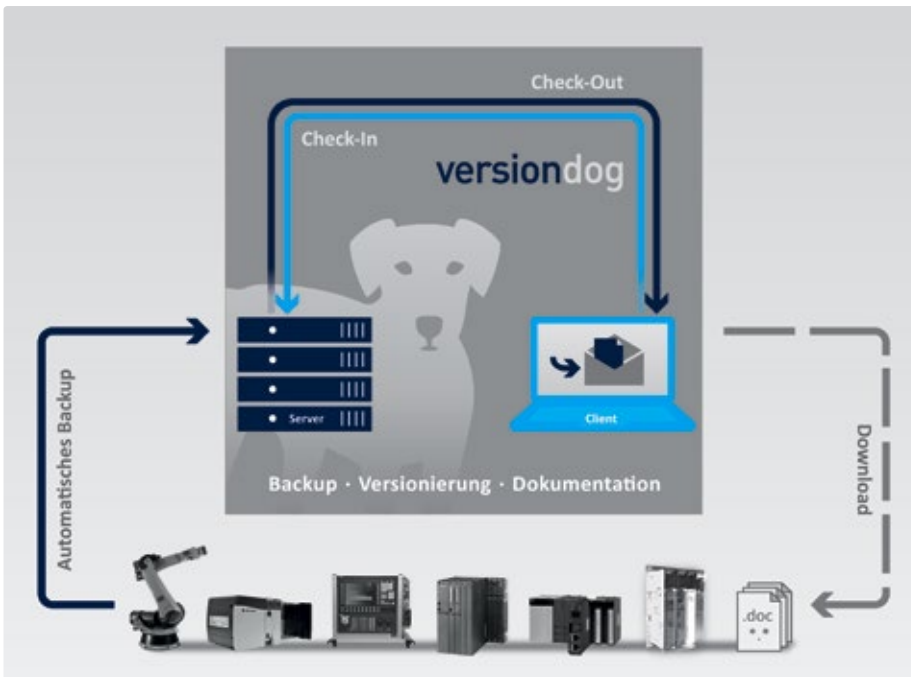 Check-Out
Check-In
versiondog
Server
Client
Backup · Versionierung · Dokumentation
Automatisches Backup
Download
.doc